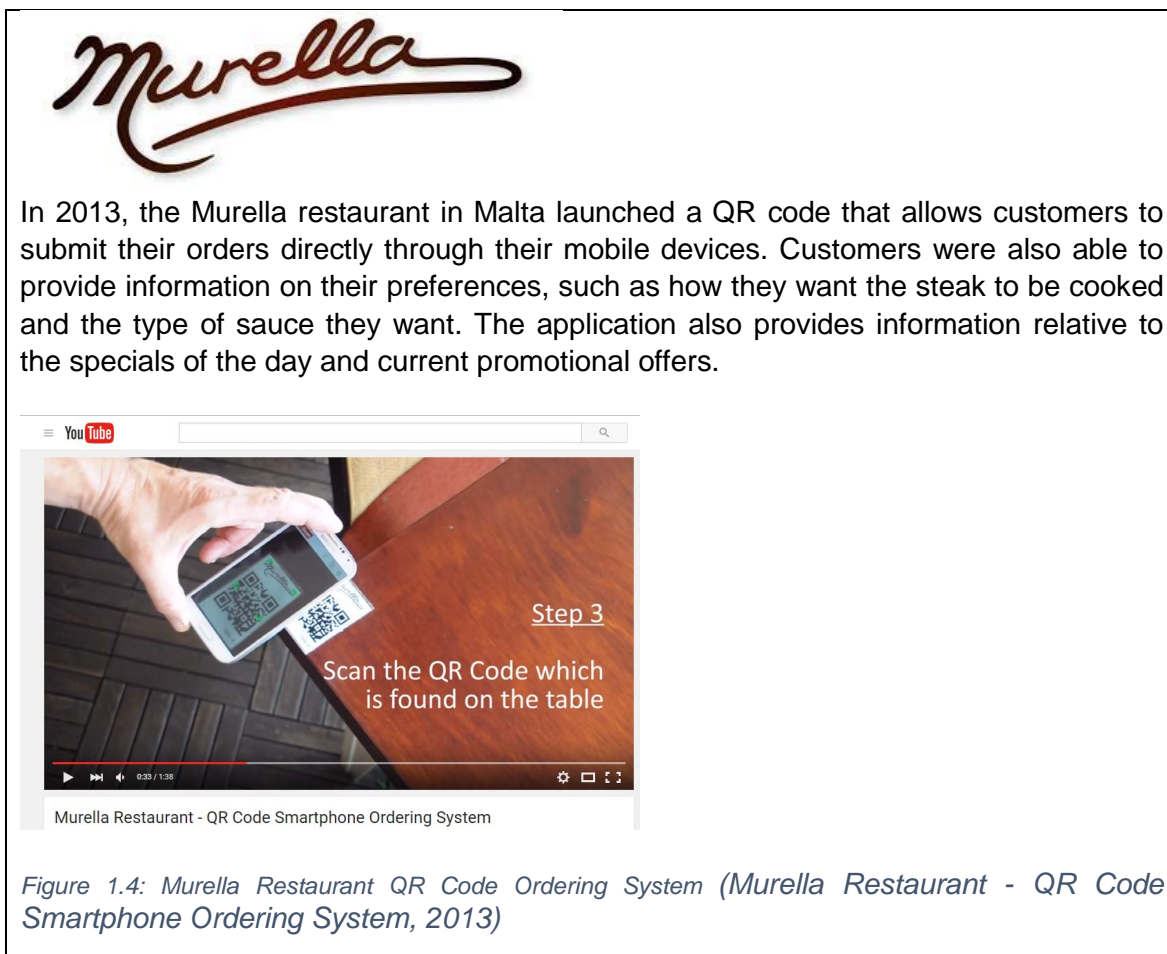 Murella
In 2013, the Murella restaurant in Malta launched a QR code that allows customers to
submit their orders directly through their mobile devices. Customers were also able to
provide information on their preferences, such as how they want the steak to be cooked
and the type of sauce they want. The application also provides information relative to
the specials of the day and current promotional offers.
YouTube
Step 3
Scan the QR Code which
is found on the table
0:33 / 1:38
Murella Restaurant - QR Code Smartphone Ordering System
Figure 1.4: Murella Restaurant QR Code Ordering System (Murella Restaurant - QR Code
Smartphone Ordering System, 2013)